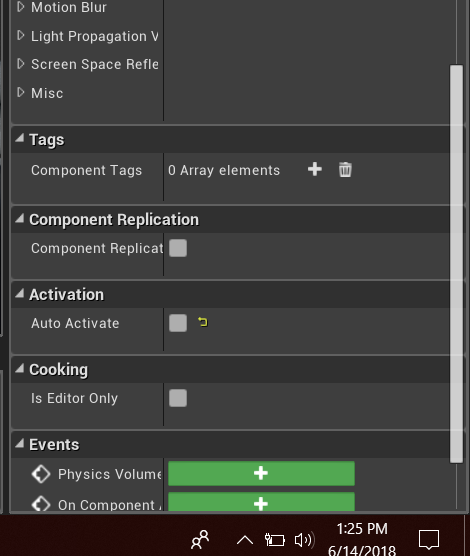 Motion Blur
Light Propagation V
Screen Space Refle
Misc
Tags
Component Tags 0 Array elements
Component Replication
Component Replicat
Activation
Auto Activate
Cooking
Is Editor Only
Events
Physics Volume
On Component
1:25 PM
6/14/2018